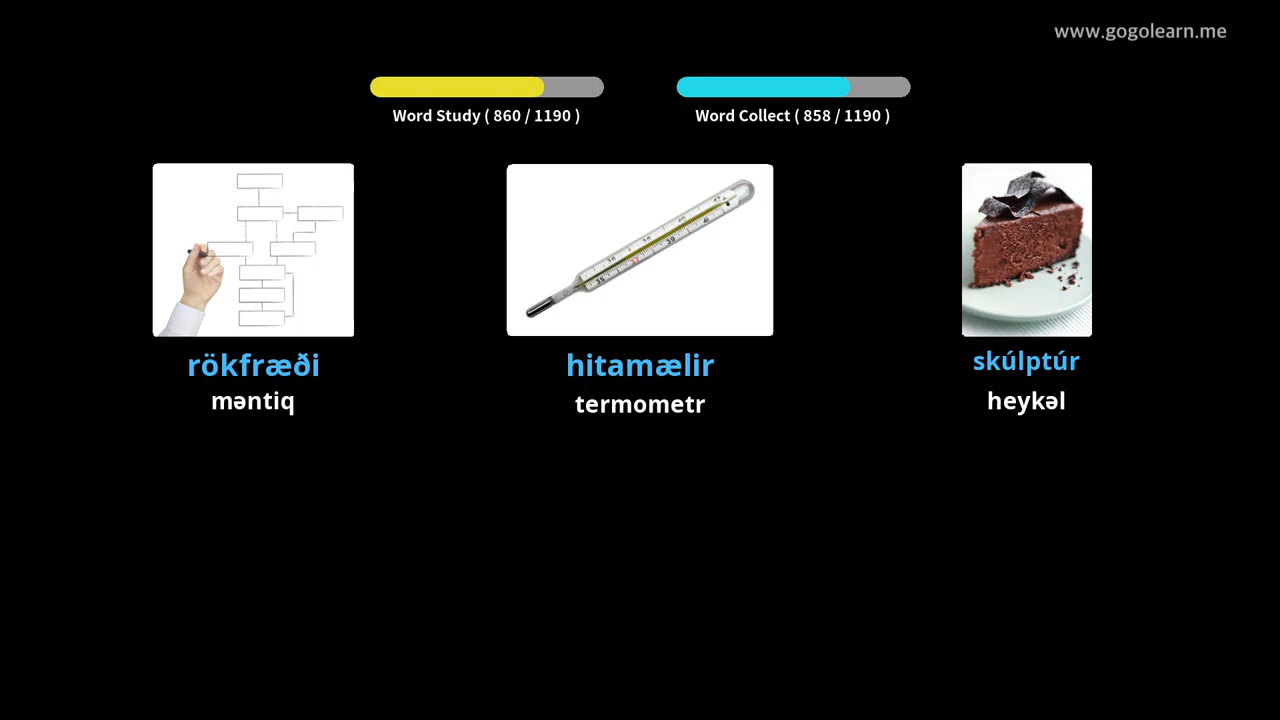 www.gogolearn.me
Word Study ( 860 / 1190 )
Word Collect ( 858 / 1190 )
rökfræði
hitamælir
skúlptúr
məntiq
termometr
heykəl